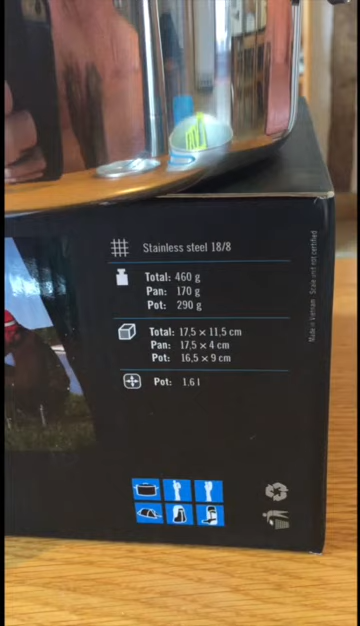 Stainless steel 18/8
Total: 460 g
Pan: 170 g
Pot: 290 g
Total: 17,5 × 11,5 cm
Pan: 17,5 × 4 cm
Pot: 16,5 × 9 cm
Pot: 1.6 l
Made in Vietnam Scale unit not certified